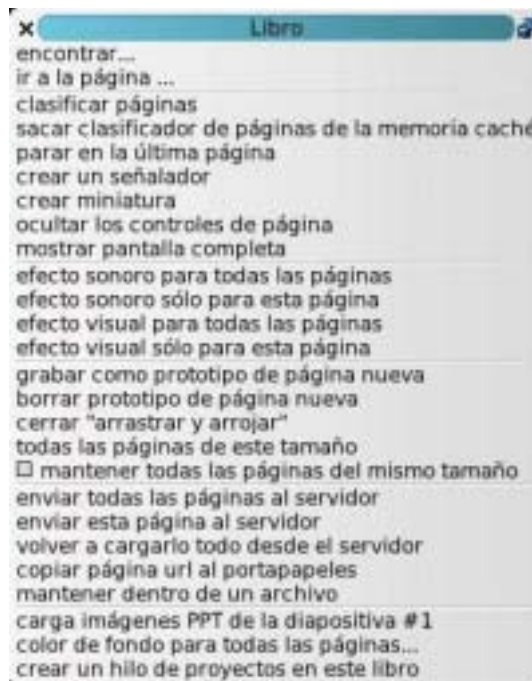 Libro
encontrar...
ir a la página ...
clasificar páginas
sacar clasificador de páginas de la memoria caché
parar en la última página
crear un señalador
crear miniatura
ocultar los controles de página
mostrar pantalla completa
efecto sonoro para todas las páginas
efecto sonoro sólo para esta página
efecto visual para todas las páginas
efecto visual sólo para esta página
grabar como prototipo de página nueva
borrar prototipo de página nueva
cerrar "arrastrar y arrojar"
todas las páginas de este tamaño
mantener todas las páginas del mismo tamaño
enviar todas las páginas al servidor
enviar esta página al servidor
volver a cargarlo todo desde el servidor
copiar página url al portapapeles
mantener dentro de un archivo
carga imágenes PPT de la diapositiva #1
color de fondo para todas las páginas...
crear un hilo de proyectos en este libro